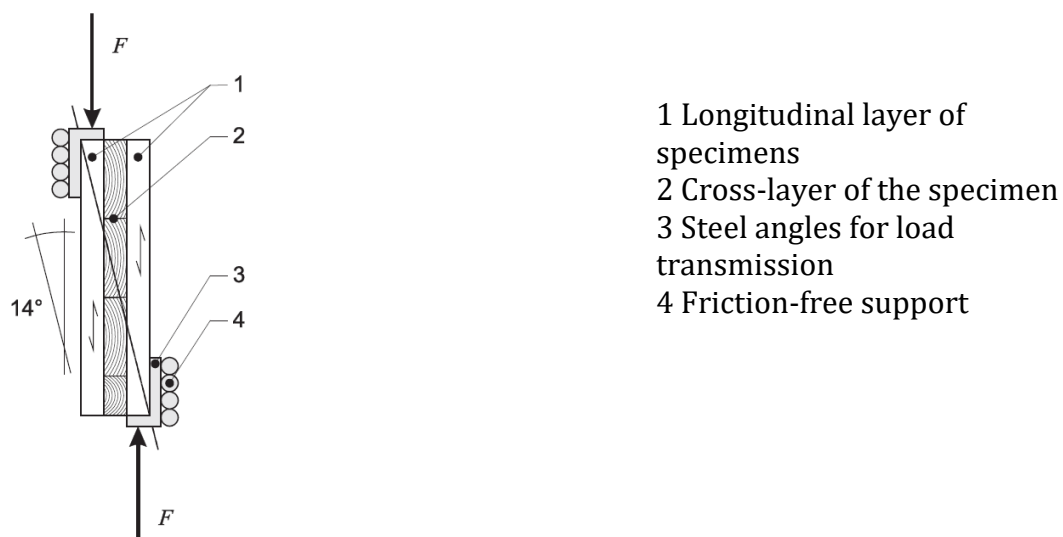 F
1
2
3
4
14°
F
1 Longitudinal layer of
specimens
2 Cross-layer of the specimen
3 Steel angles for load
transmission
4 Friction-free support